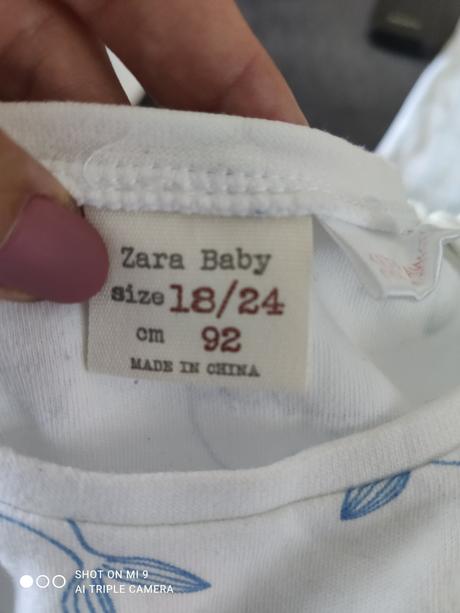 Zara Baby
size 18/24
cm 92
MADE IN CHINA
SHOT ON MI 9
AI TRIPLE CAMERA